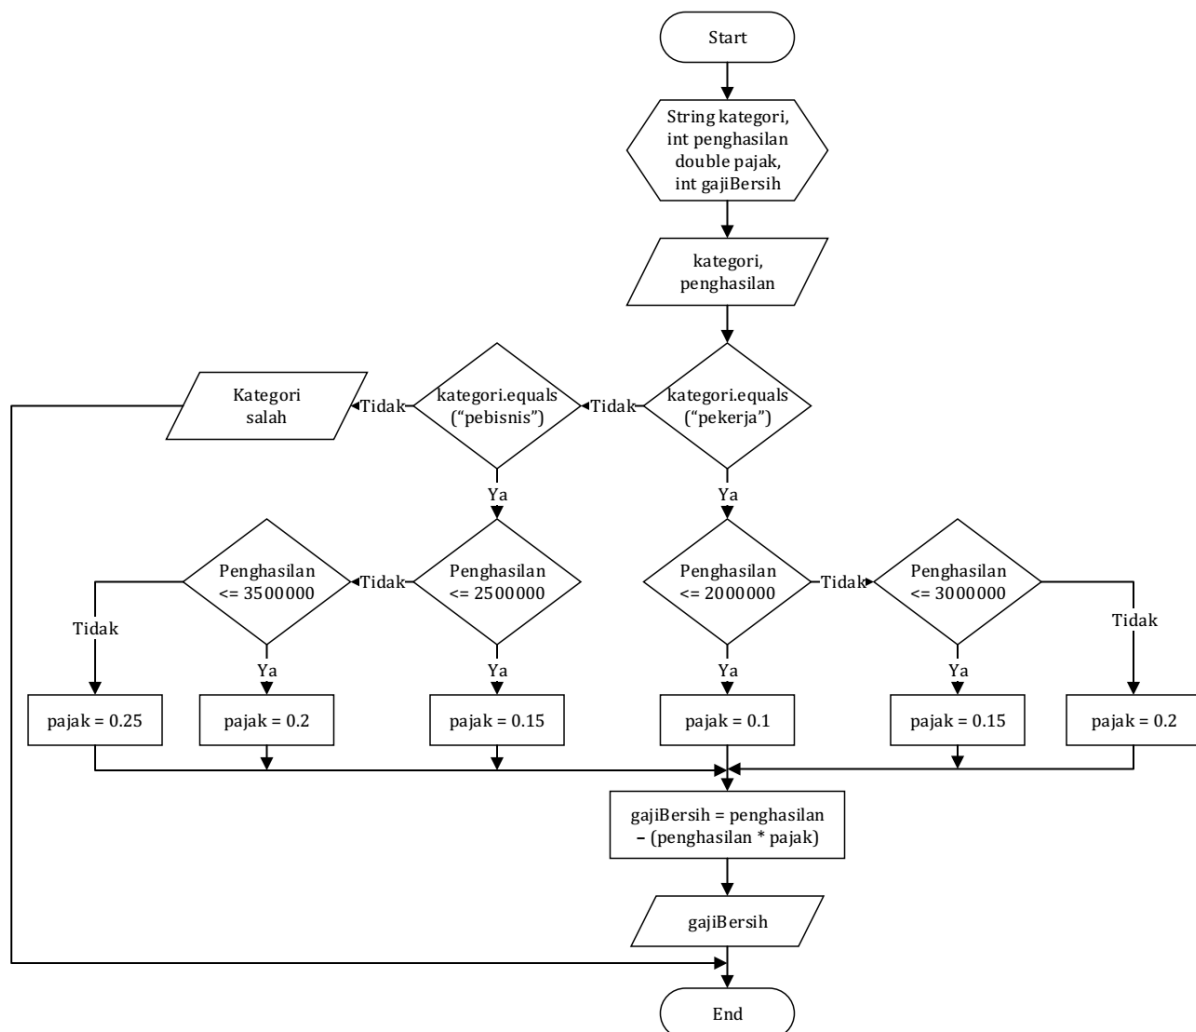 Start
String kategori,
int penghasilan
double pajak,
int gajiBersih
kategori,
penghasilan
Kategori
salah
Tidak
kategori.equals
(“pebisnis”)
Tidak
kategori.equals
(“pekerja”)
Ya
Ya
Penghasilan
<= 3500000
Tidak
Penghasilan
<= 2500000
Penghasilan
<= 2000000
Tidak
Penghasilan
<= 3000000
Tidak
Tidak
Ya
Ya
Ya
Ya
pajak = 0.25
pajak = 0.2
pajak = 0.15
pajak = 0.1
pajak = 0.15
pajak = 0.2
gajiBersih = penghasilan
– (penghasilan * pajak)
gajiBersih
End